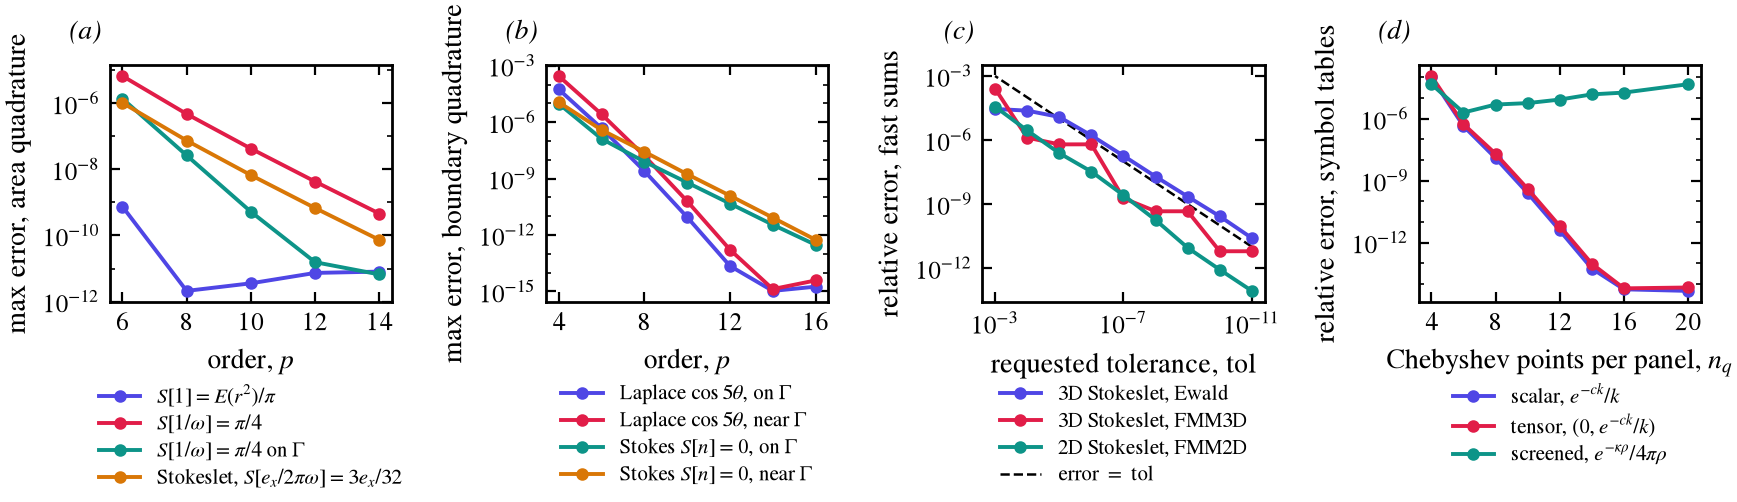 (a)
max error, area quadrature
10⁻⁶
10⁻⁸
10⁻¹⁰
10⁻¹²
6 8 10 12 14
order, p
S[1] = E(r²)/π
S[1/ω] = π/4
S[1/ω] = π/4 on Γ
Stokeslet, S[eₓ/2πω] = 3eₓ/32
(b)
max error, boundary quadrature
10⁻³
10⁻⁶
10⁻⁹
10⁻¹²
10⁻¹⁵
4 8 12 16
order, p
Laplace cos 5θ, on Γ
Laplace cos 5θ, near Γ
Stokes S[n] = 0, on Γ
Stokes S[n] = 0, near Γ
(c)
relative error, fast sums
10⁻³
10⁻⁶
10⁻⁹
10⁻¹²
10⁻³ 10⁻⁷ 10⁻¹¹
requested tolerance, tol
3D Stokeslet, Ewald
3D Stokeslet, FMM3D
2D Stokeslet, FMM2D
error = tol
(d)
relative error, symbol tables
10⁻⁶
10⁻⁹
10⁻¹²
4 8 12 16 20
Chebyshev points per panel, n_q
scalar, e^{−ck}/k
tensor, (0, e^{−ck}/k)
screened, e^{−κρ}/4πρ